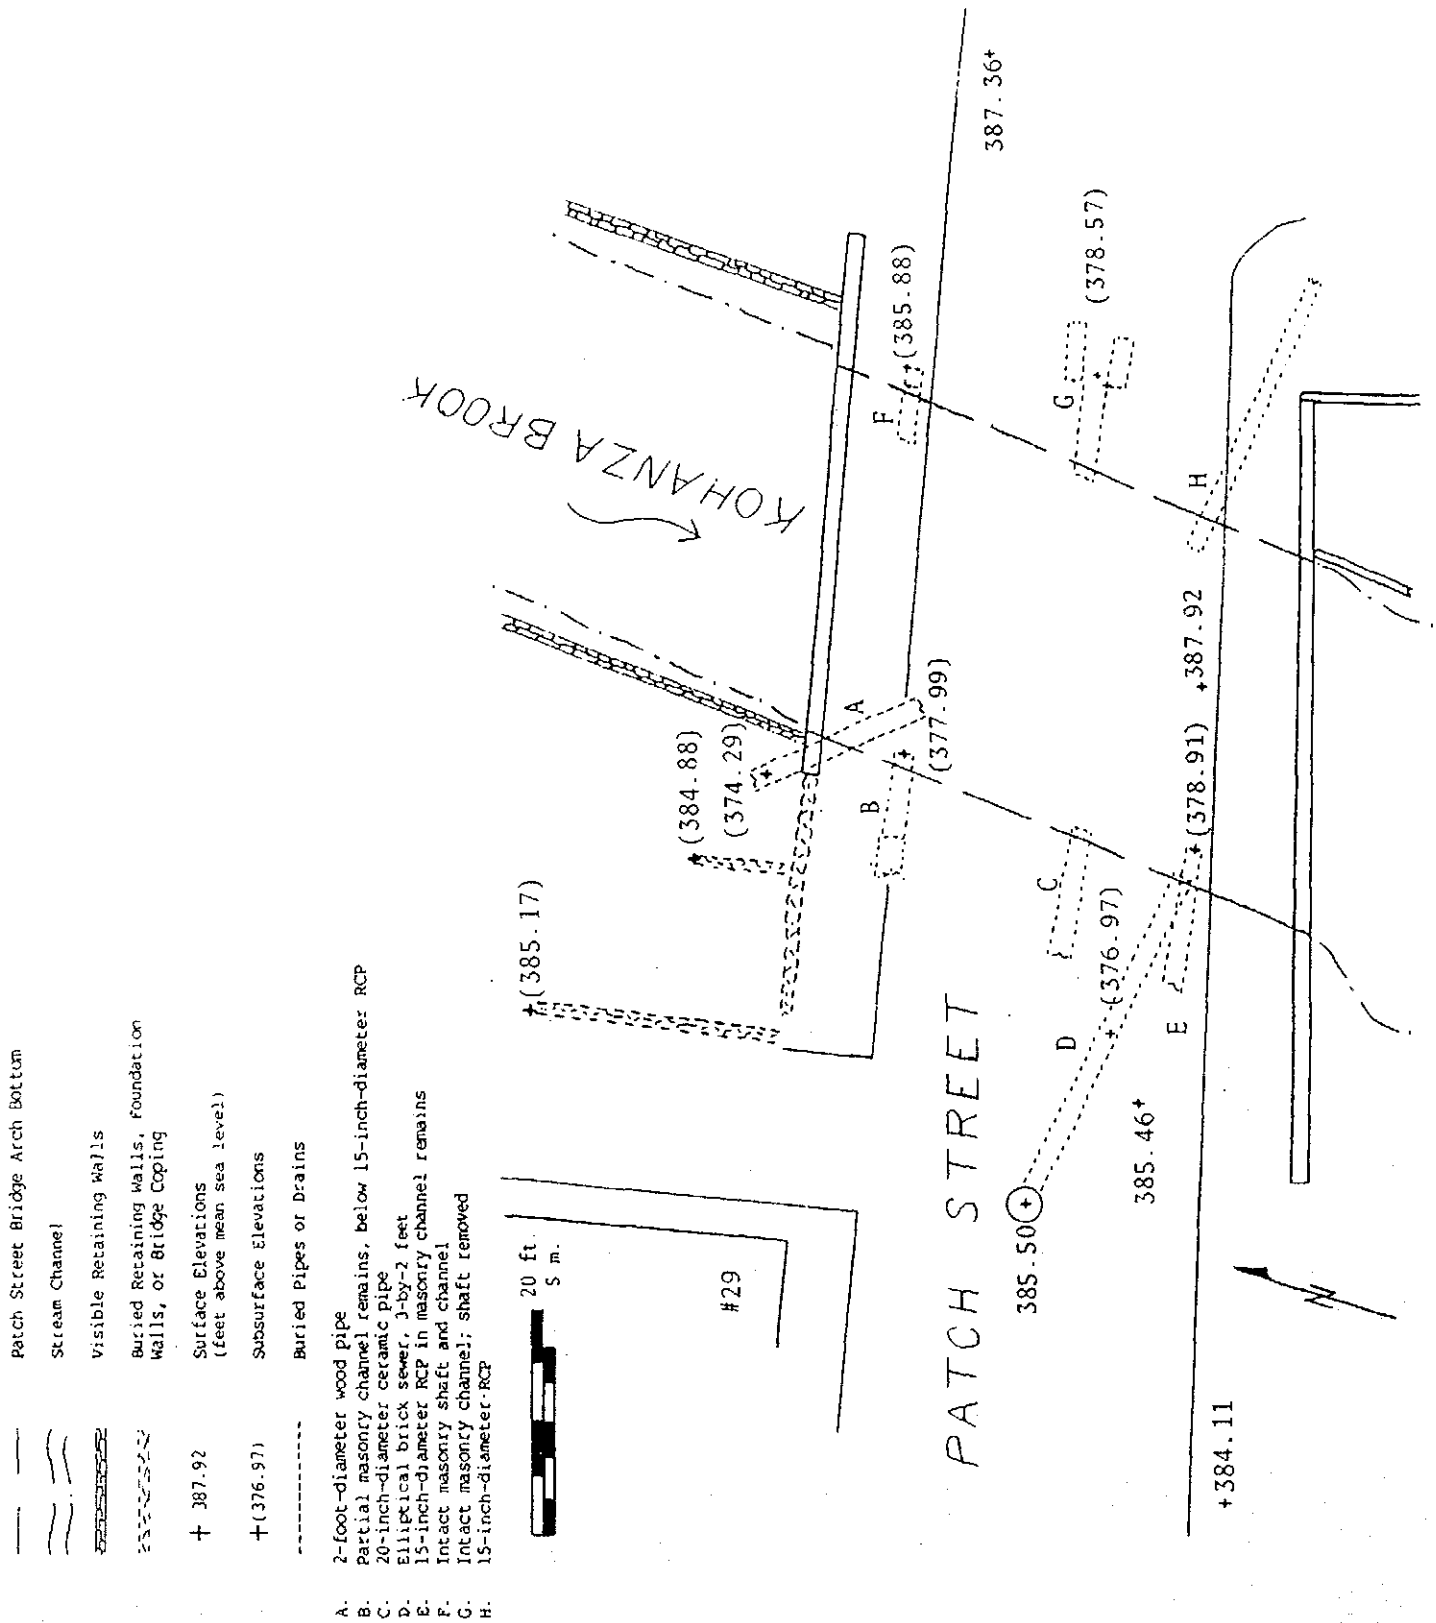 Patch Street Bridge Arch Bottom
Stream Channel
Visible Retaining Walls
Buried Retaining Walls, Foundation
Walls, or Bridge Coping
+ 387.92
Surface Elevations
(feet above mean sea level)
+(376.97)
Subsurface Elevations
Buried Pipes or Drains
A. 2-foot-diameter wood pipe
B. Partial masonry channel remains, below 15-inch-diameter RCP
C. 20-inch-diameter ceramic pipe
D. Elliptical brick sewer, 3-by-2 feet
E. 15-inch-diameter RCP in masonry channel remains
F. Intact masonry shaft and channel
G. Intact masonry channel; shaft removed
H. 15-inch-diameter RCP
20 ft.
5 m.
#29
KOHANZA BROOK
387.36+
+(385.17)
+(384.88)
(374.29)
+
A
B
+
(377.99)
F
+(385.88)
G
+
+
(378.57)
C
D
+(376.97)
E
+(378.91)
+387.92
H
PATCH STREET
385.50
+
385.46+
+384.11
N